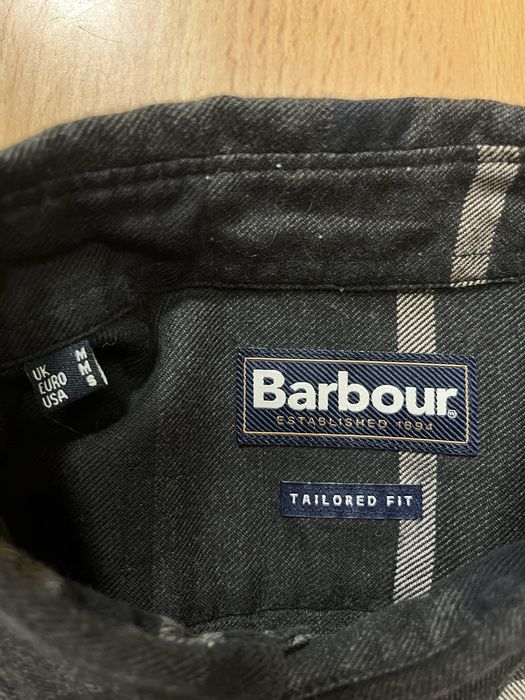 UK M
EURO M
USA S
Barbour
ESTABLISHED 1894
TAILORED FIT